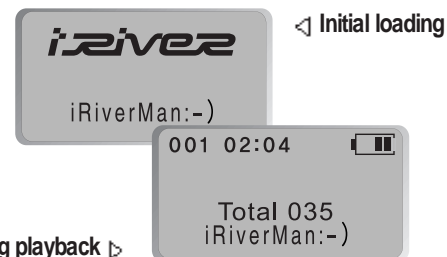 iRiver
◁ Initial loading
iRiverMan:-)
001 02:04
Total 035
iRiverMan:-)
g playback ▷